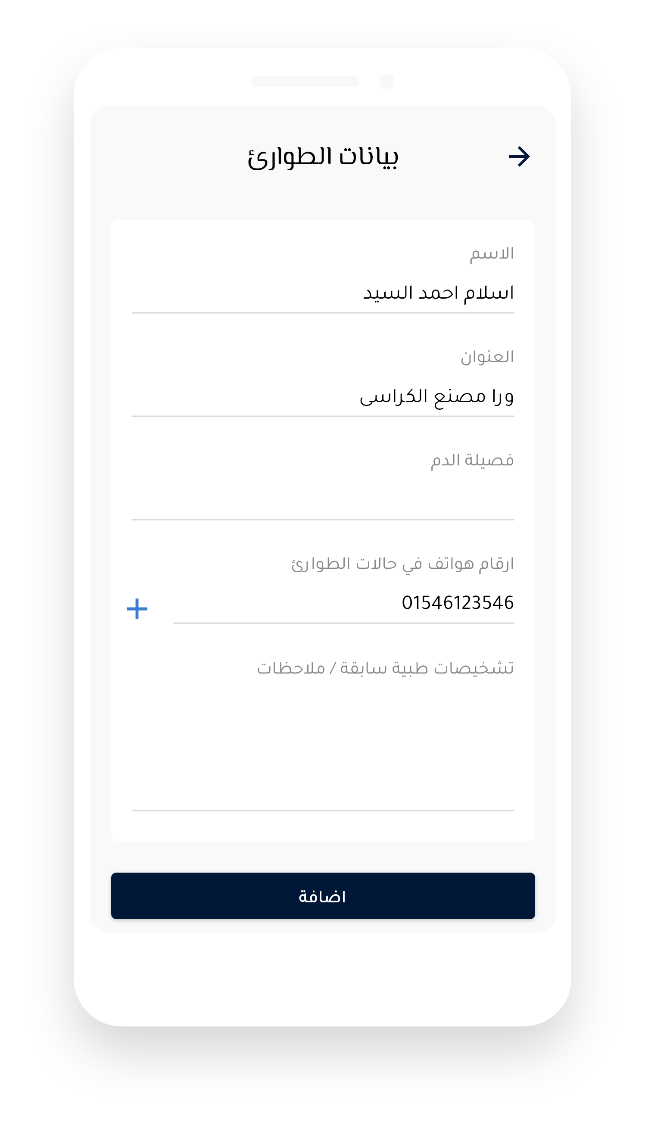 بيانات الطوارئ
الاسم
اسلام احمد السيد
العنوان
ورا مصنع الكراسى
فصيلة الدم
ارقام هواتف في حالات الطوارئ
01546123546
تشخيصات طبية سابقة / ملاحظات
اضافة